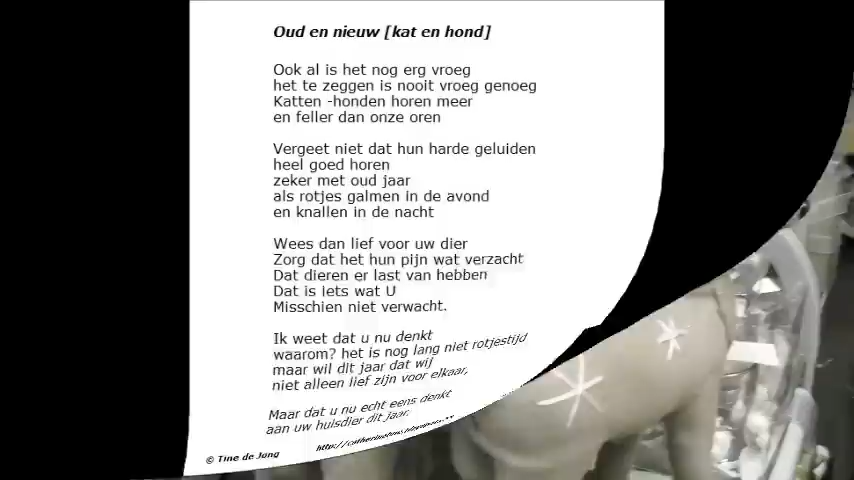 Oud en nieuw [kat en hond]
Ook al is het nog erg vroeg
het te zeggen is nooit vroeg genoeg
Katten -honden horen meer
en feller dan onze oren
Vergeet niet dat hun harde geluiden
heel goed horen
zeker met oud jaar
als rotjes galmen in de avond
en knallen in de nacht
Wees dan lief voor uw dier
Zorg dat het hun pijn wat verzacht
Dat dieren er last van hebben
Dat is iets wat U
Misschien niet verwacht.
Ik weet dat u nu denkt
waarom? het is nog lang niet rotjestijd
maar wil dit jaar dat wij
niet alleen lief zijn voor elkaar,
Maar dat u nu echt eens denkt
aan uw huisdier dit jaar.
© Tine de Jong